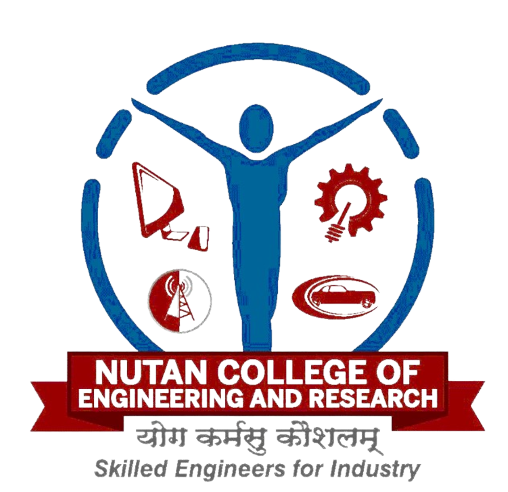 NUTAN COLLEGE OF
ENGINEERING AND RESEARCH
योग कर्मसु कौशलम्
Skilled Engineers for Industry